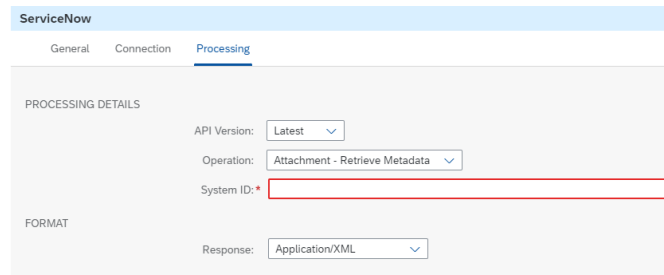 ServiceNow
General Connection Processing
PROCESSING DETAILS
API Version: Latest
Operation: Attachment - Retrieve Metadata
System ID:*
FORMAT
Response: Application/XML